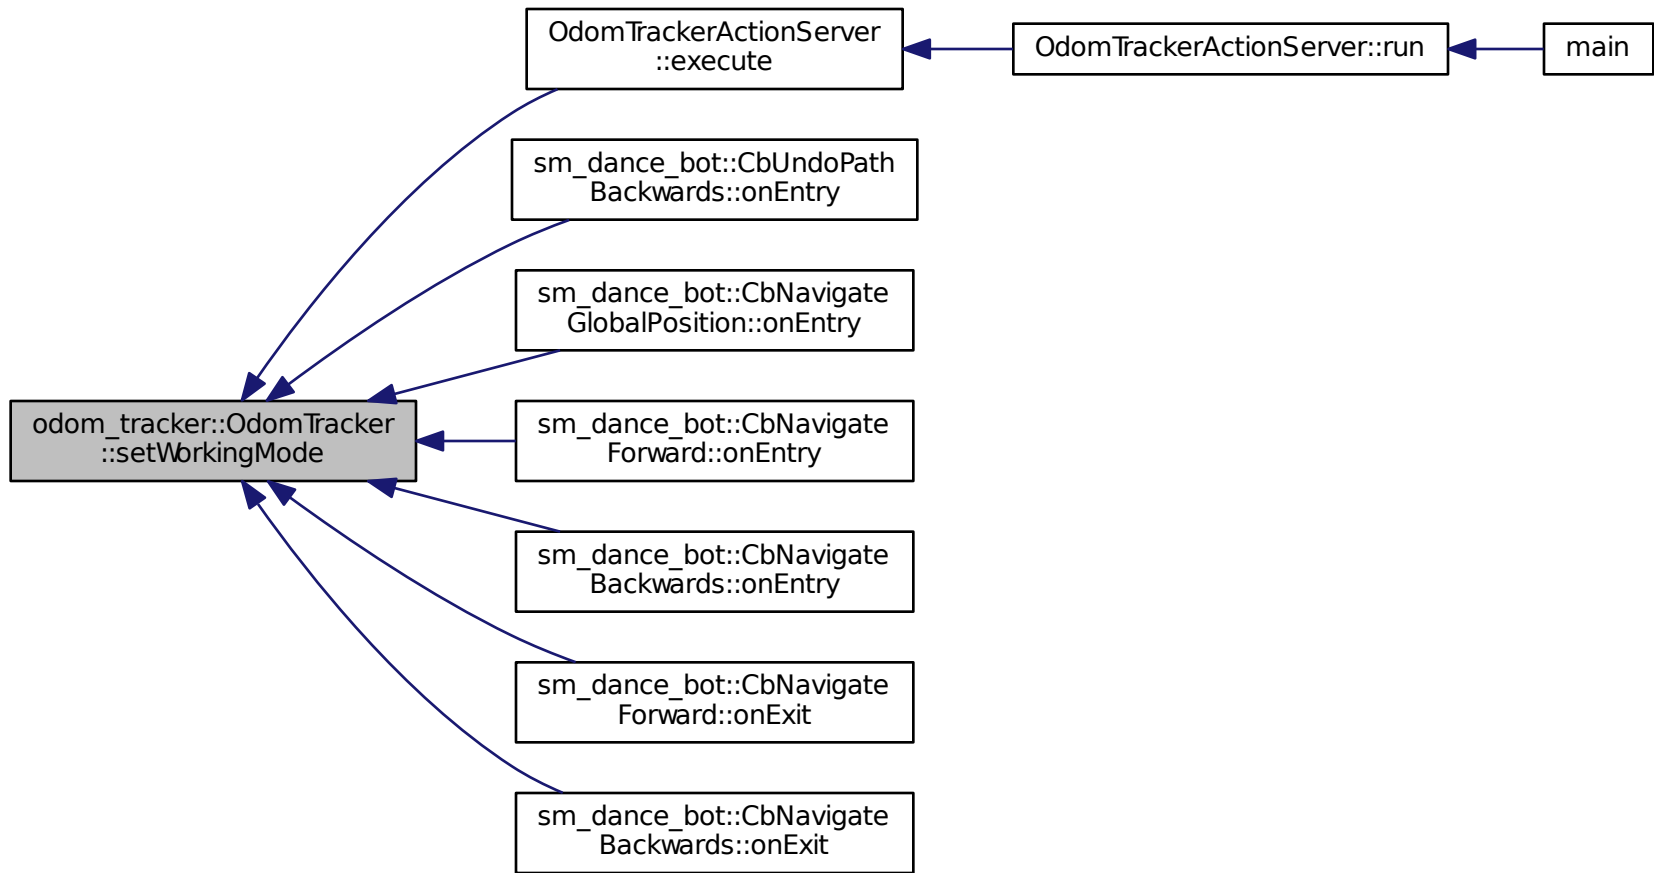 OdomTrackerActionServer
::execute
OdomTrackerActionServer::run
main
sm_dance_bot::CbUndoPath
Backwards::onEntry
sm_dance_bot::CbNavigate
GlobalPosition::onEntry
odom_tracker::OdomTracker
::setWorkingMode
sm_dance_bot::CbNavigate
Forward::onEntry
sm_dance_bot::CbNavigate
Backwards::onEntry
sm_dance_bot::CbNavigate
Forward::onExit
sm_dance_bot::CbNavigate
Backwards::onExit